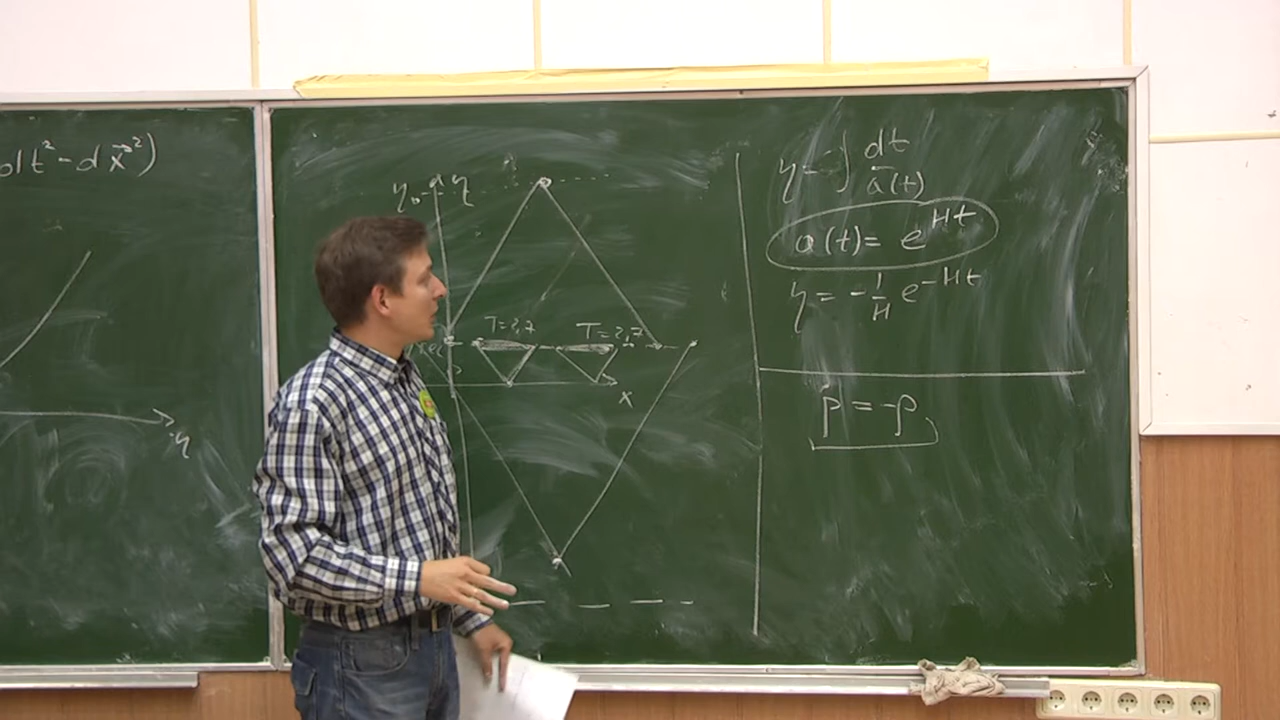 dt² - dx⃗²)
η
η₀ η
T=2,7 T=2,7
x
η = ∫ dt / a(t)
a(t) = e^{Ht}
η = - 1/H e^{-Ht}
p = -ρ